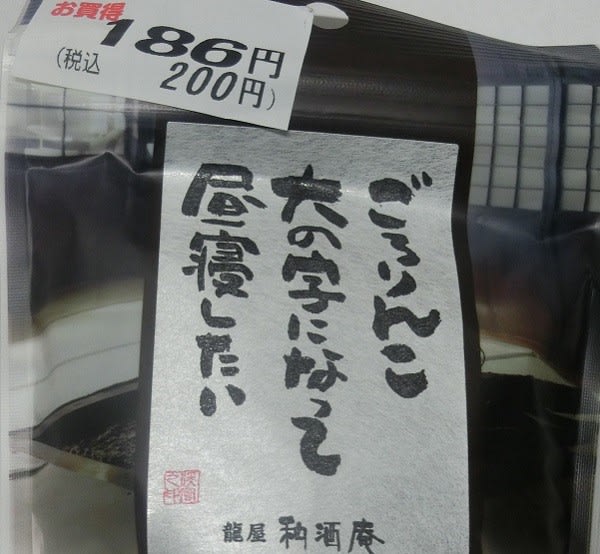 お買得
186円
(税込 200円)
ごろりんこ
大の字になって
昼寝したい
龍屋 和酒庵